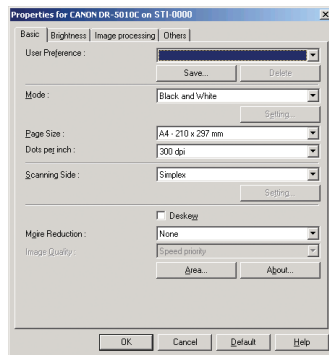 Properties for CANON DR-5010C on STI-0000
Basic Brightness Image processing Others
User Preference :
Save... Delete
Mode : Black and White
Setting...
Page Size : A4 - 210 x 297 mm
Dots per inch : 300 dpi
Scanning Side : Simplex
Setting...
Deskew
Moire Reduction : None
Image Quality : Speed priority
Area... About...
OK Cancel Default Help